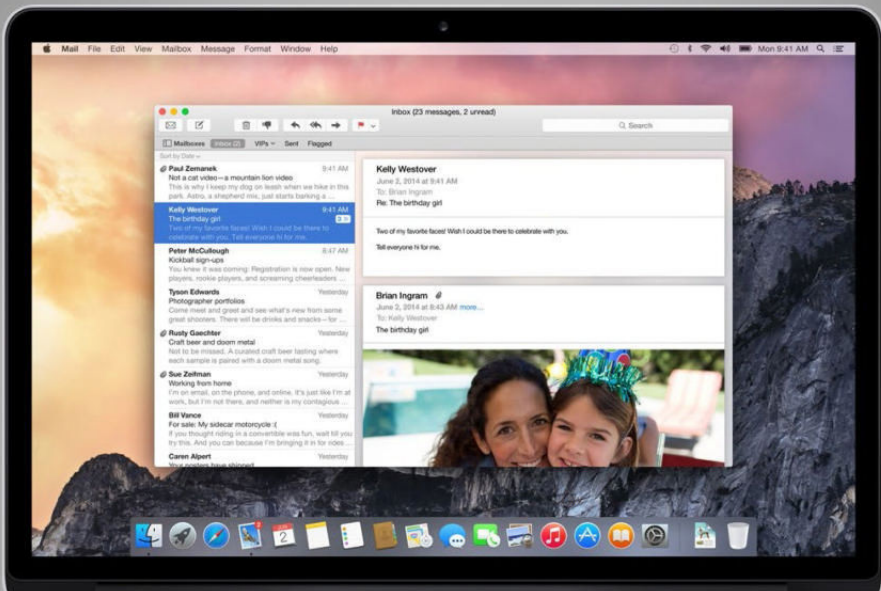 Mail File Edit View Mailbox Message Format Window Help
Mon 9:41 AM
Inbox (23 messages, 2 unread)
Search
Mailboxes Inbox (2) VIPs Sent Flagged
Sort by Date
Paul Zemanek 9:41 AM
Not a cat video—a mountain lion video
This is why I keep my dog on leash when we hike in this
park. Astro, a shepherd mix, just starts barking a ...
Kelly Westover 9:41 AM
The birthday girl 3
Two of my favorite faces! Wish I could be there to
celebrate with you. Tell everyone hi for me.
Peter McCullough 8:47 AM
Kickball sign-ups
You knew it was coming: Registration is now open. New
players, rookie players, and screaming cheerleaders ...
Tyson Edwards Yesterday
Photographer portfolios
Come meet and greet and see what's new from some
great shooters. There will be drinks and snacks—for ...
Rusty Gaechter Yesterday
Craft beer and doom metal
Not to be missed. A curated craft beer tasting where
each sample is paired with a doom metal song.
Sue Zeifman Yesterday
Working from home
I'm on email, on the phone, and online. It's just like I'm at
work, but I'm not there, and neither is my contagious ...
Bill Vance Yesterday
For sale: My sidecar motorcycle :(
If you thought riding in a convertible was fun, wait till you
try this. And you can because I'm bringing it in for rides ...
Caren Alpert Yesterday
Your posters have shipped
Kelly Westover
June 2, 2014 at 9:41 AM
To: Brian Ingram
Re: The birthday girl
Two of my favorite faces! Wish I could be there to celebrate with you.
Tell everyone hi for me.
Brian Ingram
June 2, 2014 at 8:43 AM more...
To: Kelly Westover
The birthday girl
JUN
2